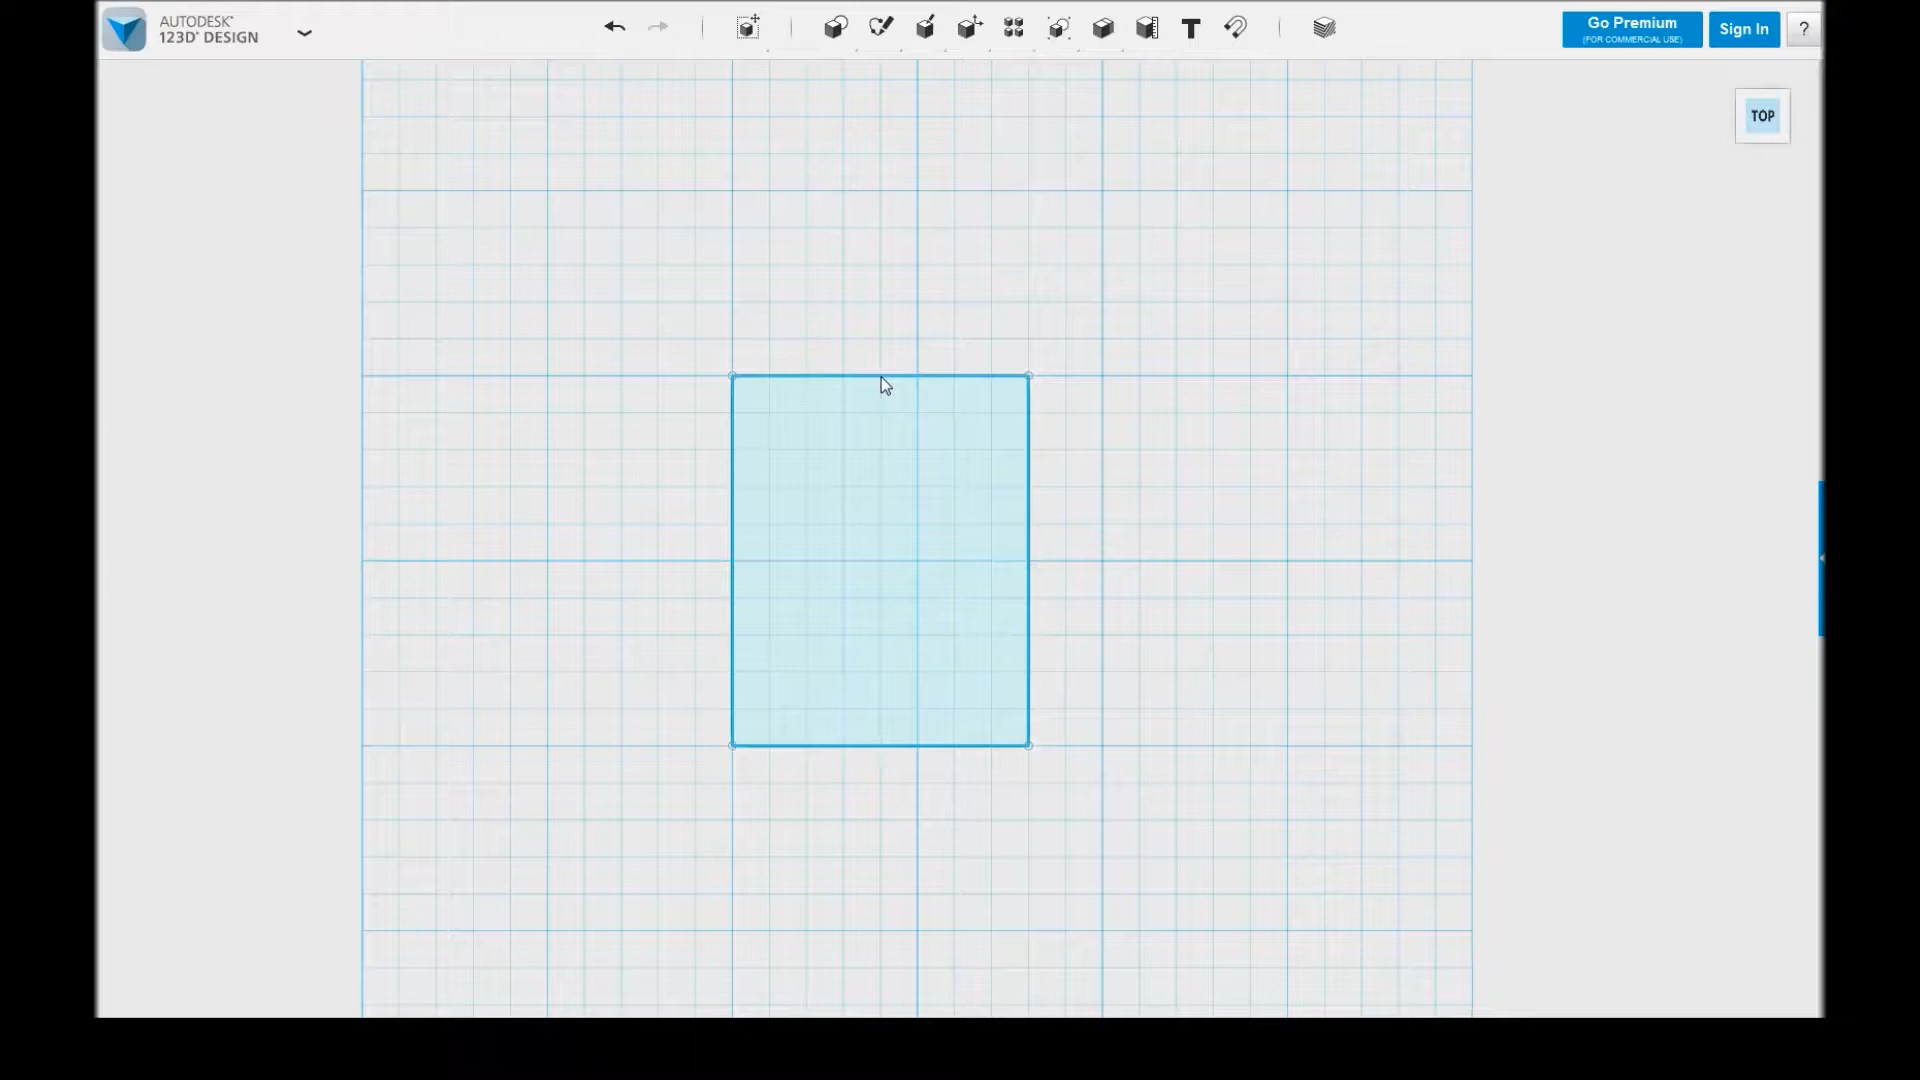 AUTODESK®
123D® DESIGN
Go Premium
(FOR COMMERCIAL USE)
Sign In
?
TOP